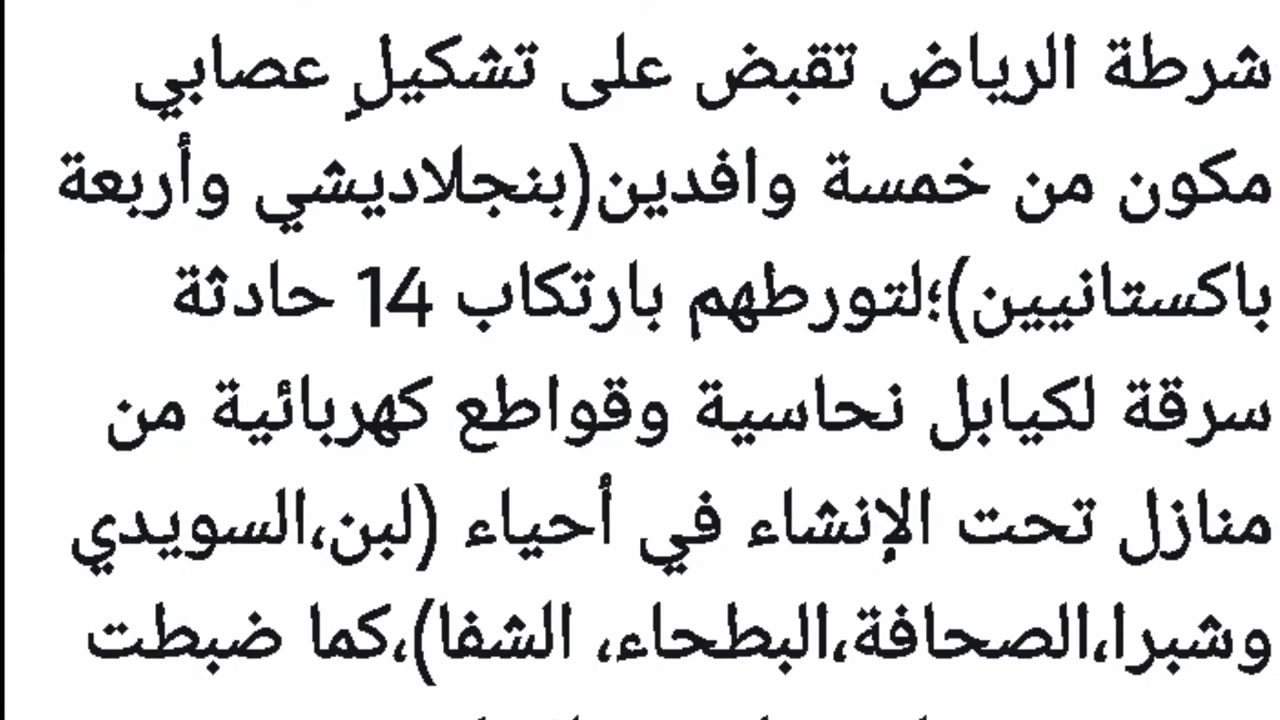 شرطة الرياض تقبض على تشكيلٍ عصابي
مكون من خمسة وافدين(بنجلاديشي وأربعة
باكستانيين)؛لتورطهم بارتكاب 14 حادثة
سرقة لكيابل نحاسية وقواطع كهربائية من
منازل تحت الإنشاء في أحياء (لبن،السويدي
وشبرا،الصحافة،البطحاء، الشفا)،كما ضبطت